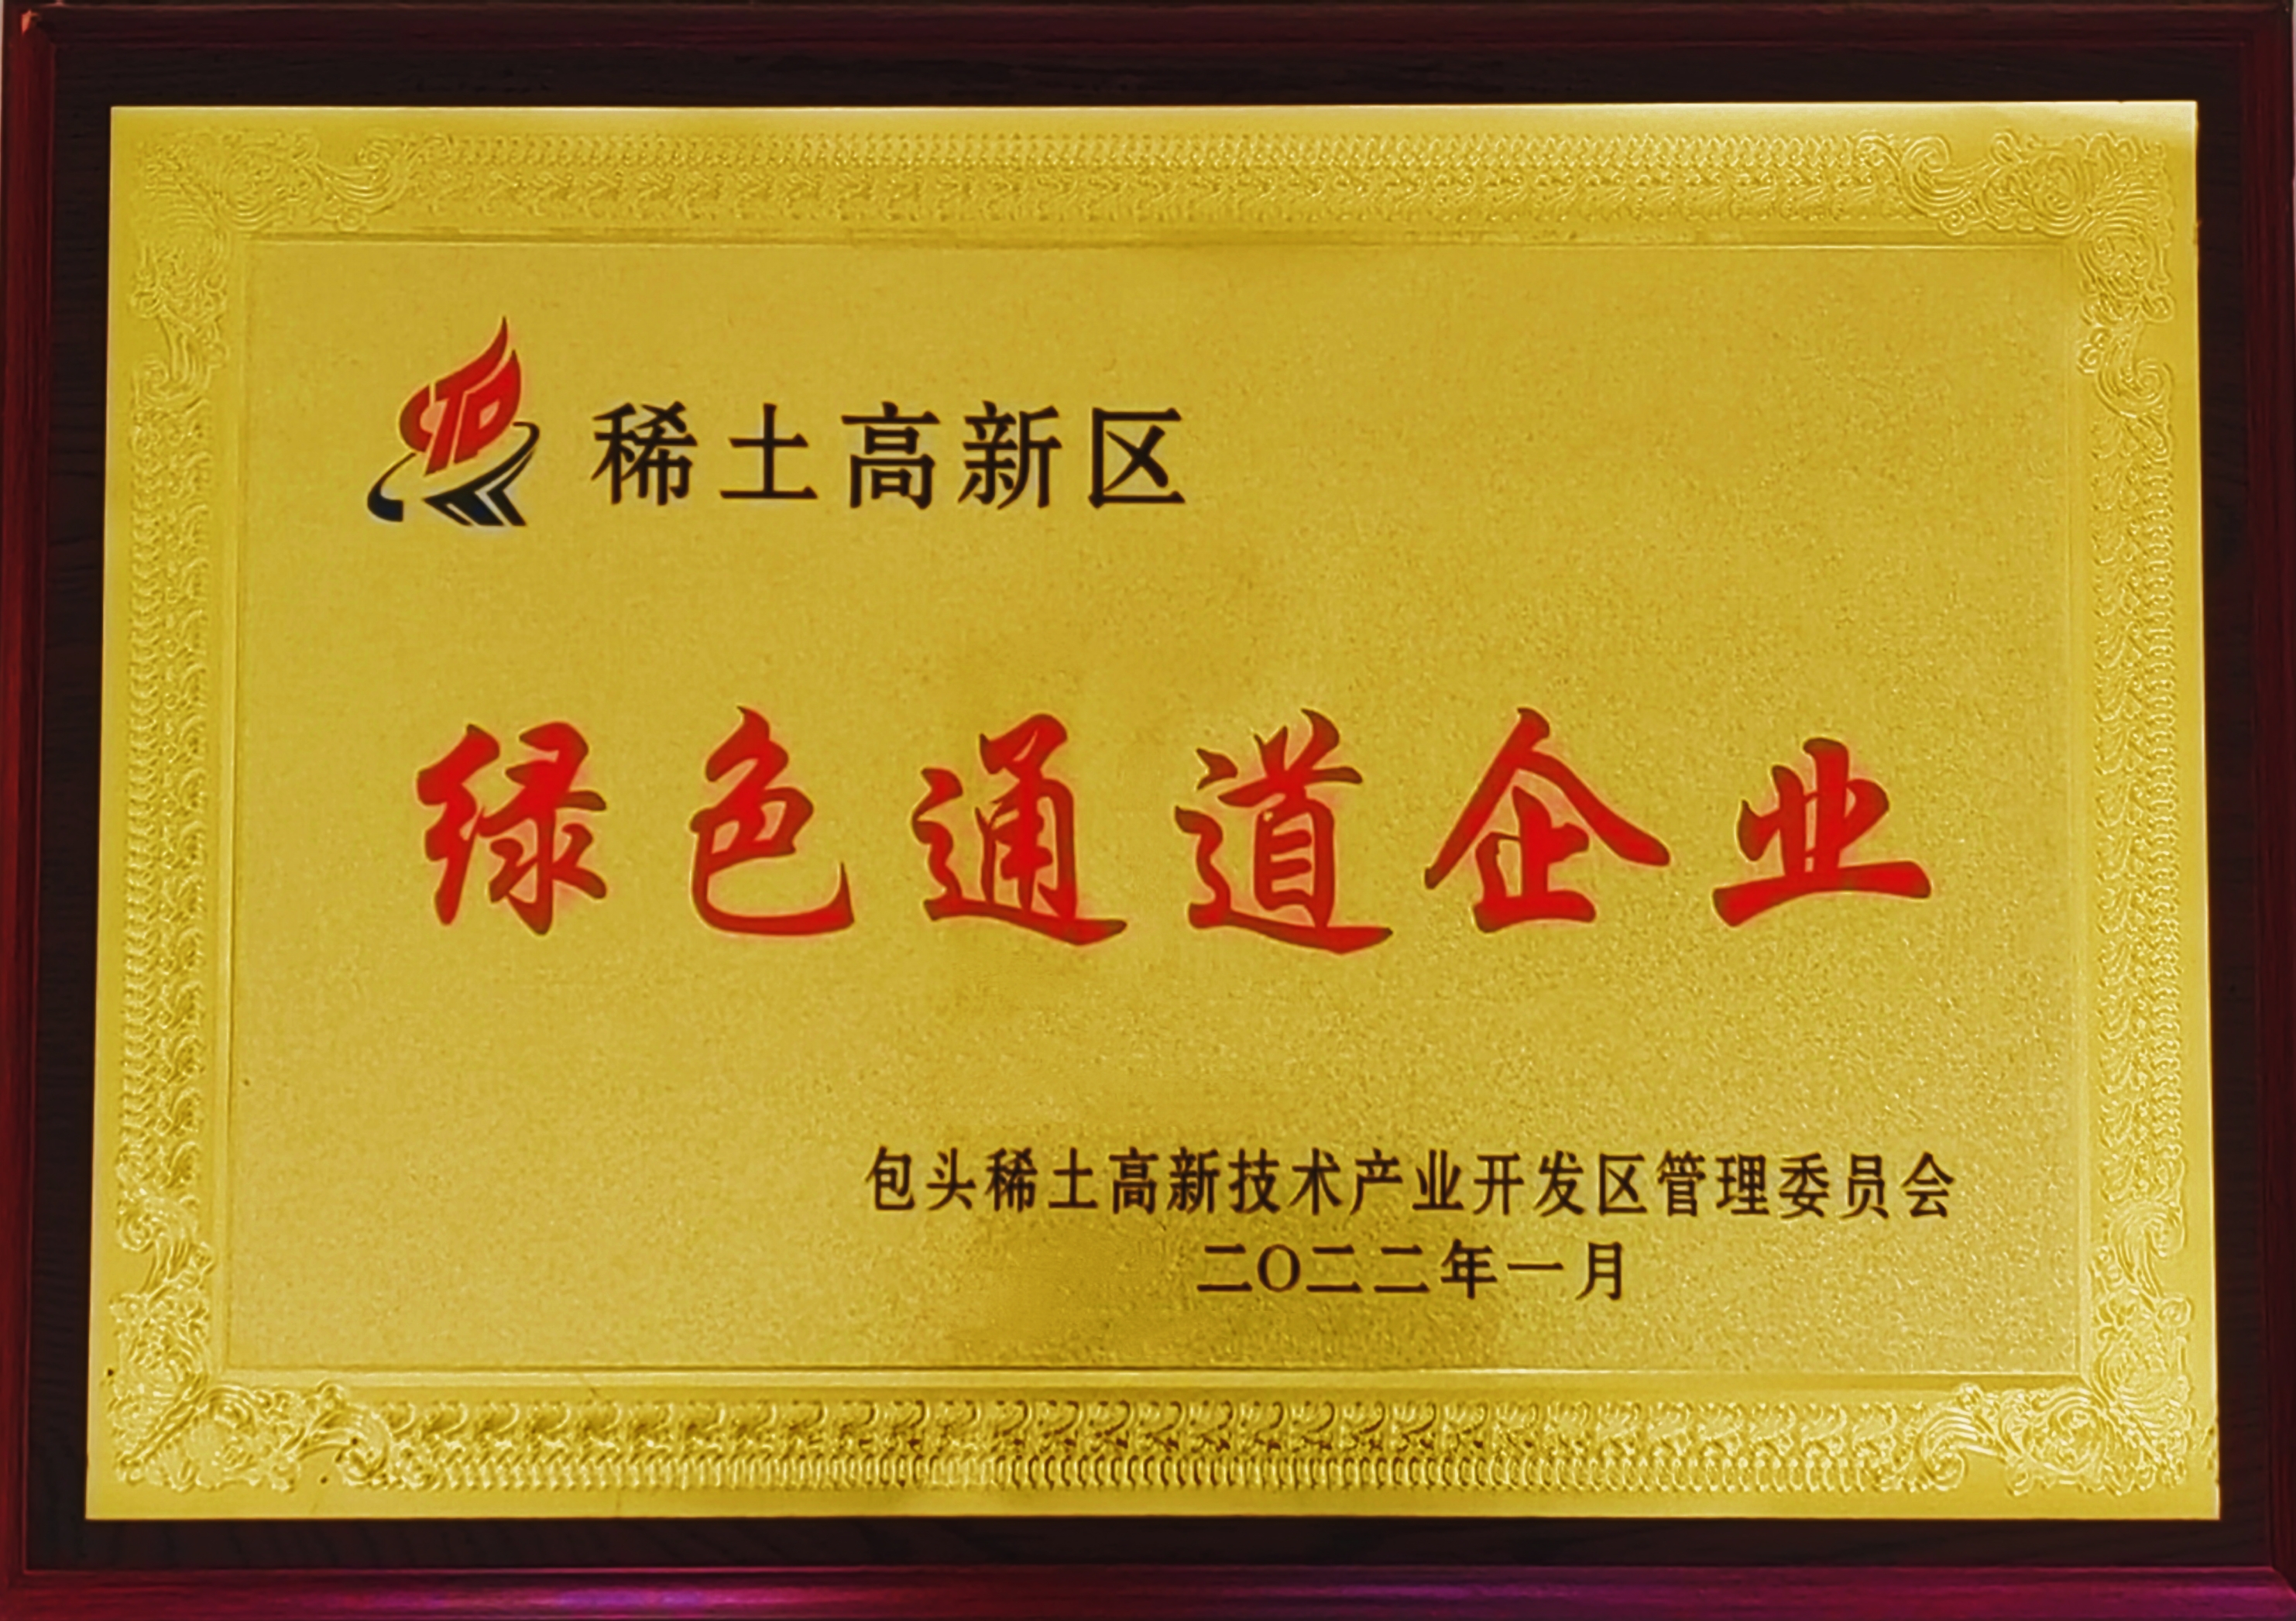 稀土高新区
绿色通道企业
包头稀土高新技术产业开发区管理委员会
二〇二二年一月